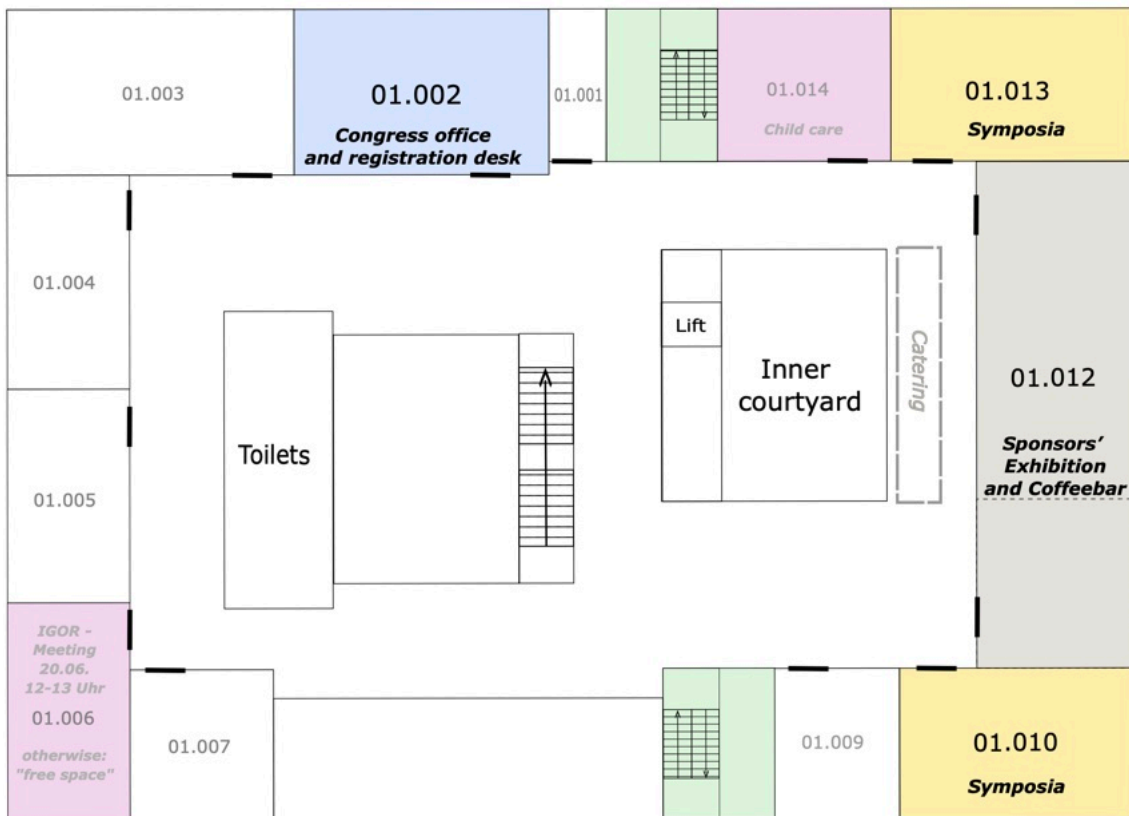 01.003
01.002
Congress office
and registration desk
01.001
01.014
Child care
01.013
Symposia
01.004
Lift
Inner
courtyard
Catering
01.012
Sponsors’
Exhibition
and Coffeebar
Toilets
01.005
IGOR -
Meeting
20.06.
12-13 Uhr
01.006
otherwise:
"free space"
01.007
01.009
01.010
Symposia